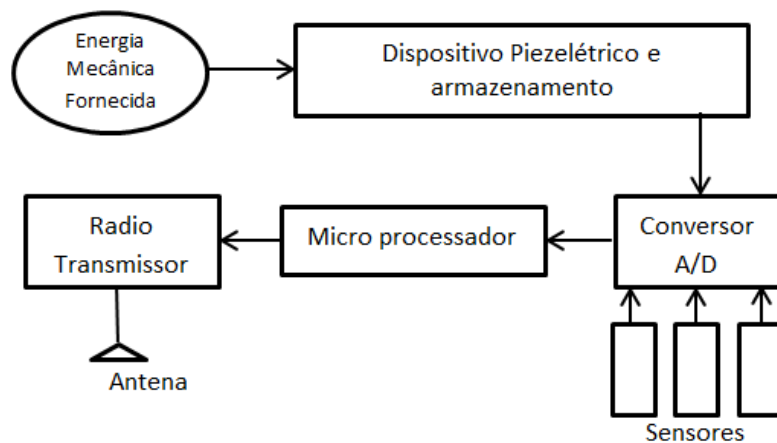 Energia
Mecânica
Fornecida
Dispositivo Piezelétrico e
armazenamento
Radio
Transmissor
Micro processador
Conversor
A/D
Antena
Sensores